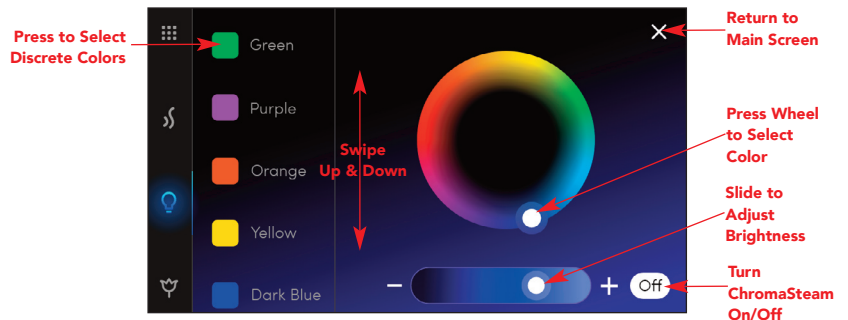 Press to Select
Discrete Colors
Green
Purple
Orange
Yellow
Dark Blue
Swipe
Up & Down
Off
Return to
Main Screen
Press Wheel
to Select
Color
Slide to
Adjust
Brightness
Turn
ChromaSteam
On/Off